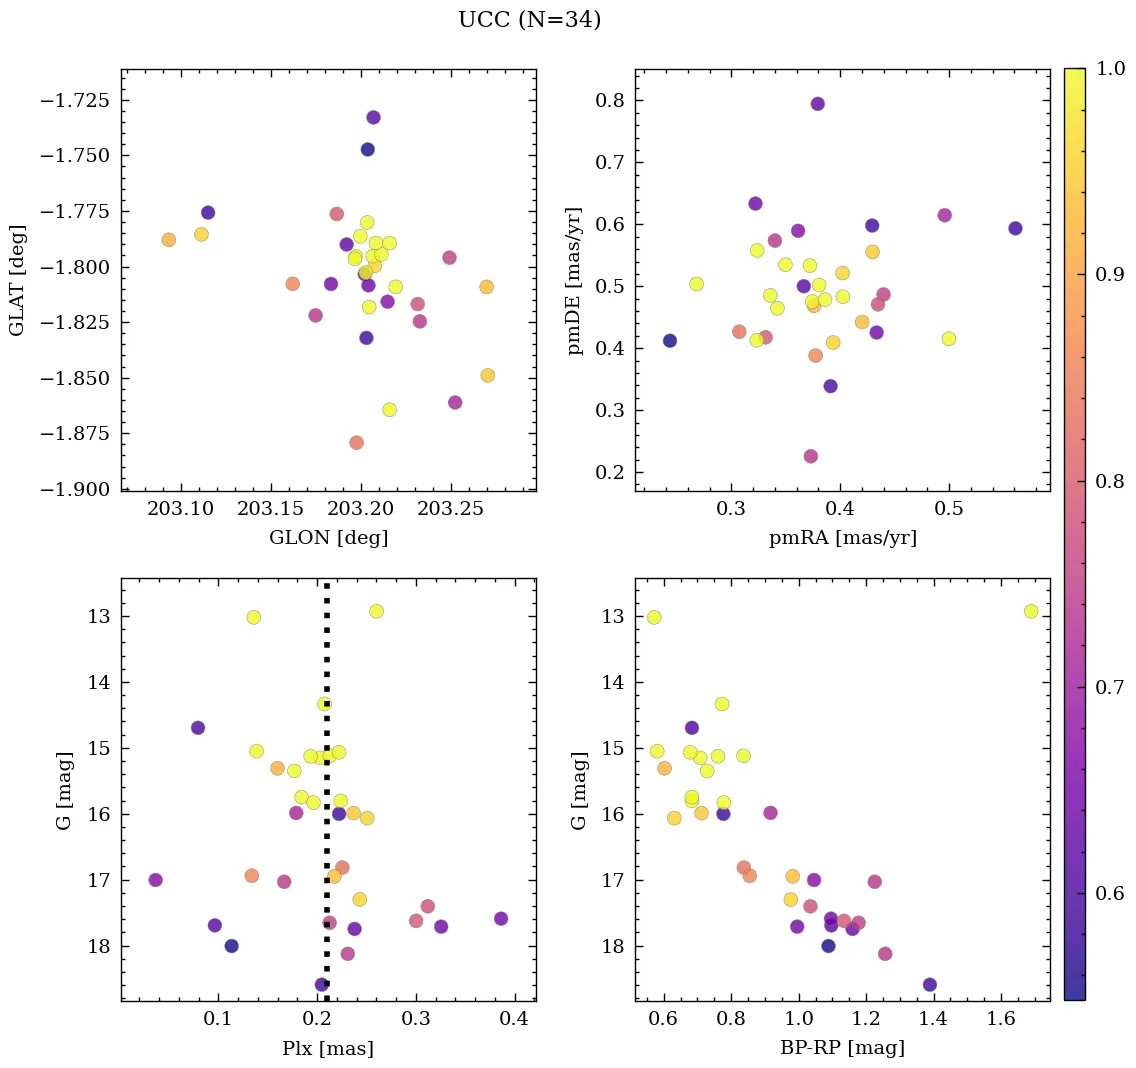 UCC (N=34)
−1.725
−1.750
−1.775
−1.800
−1.825
−1.850
−1.875
−1.900
GLAT [deg]
203.10 203.15 203.20 203.25
GLON [deg]
0.8
0.7
0.6
0.5
0.4
0.3
0.2
pmDE [mas/yr]
0.3 0.4 0.5
pmRA [mas/yr]
1.0
0.9
0.8
0.7
0.6
13
14
15
16
17
18
G [mag]
0.1 0.2 0.3 0.4
Plx [mas]
13
14
15
16
17
18
G [mag]
0.6 0.8 1.0 1.2 1.4 1.6
BP-RP [mag]